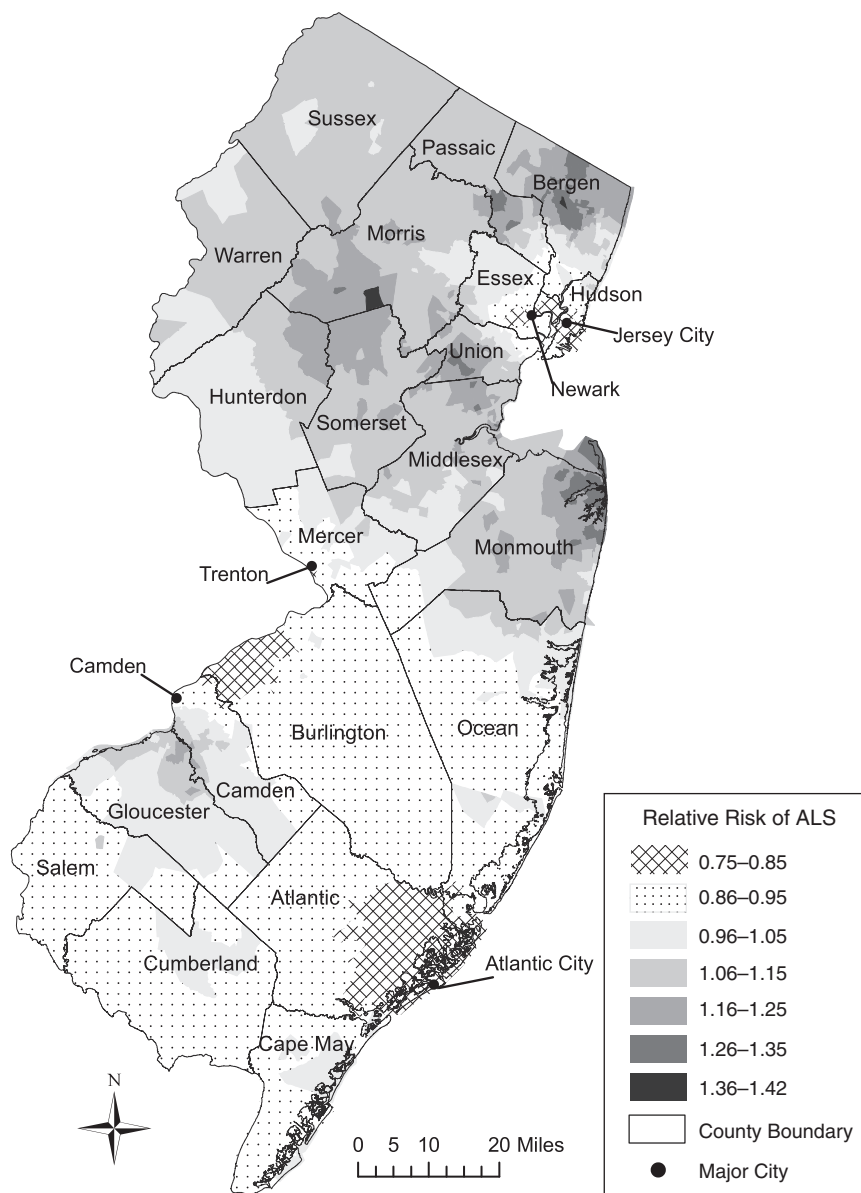 Sussex
Passaic
Bergen
Morris
Warren
Essex
Hudson
Jersey City
Union
Newark
Hunterdon
Somerset
Middlesex
Mercer
Monmouth
Trenton
Camden
Burlington
Ocean
Camden
Gloucester
Salem
Atlantic
Cumberland
Atlantic City
Cape May
N
0 5 10 20 Miles
Relative Risk of ALS
0.75–0.85
0.86–0.95
0.96–1.05
1.06–1.15
1.16–1.25
1.26–1.35
1.36–1.42
County Boundary
Major City